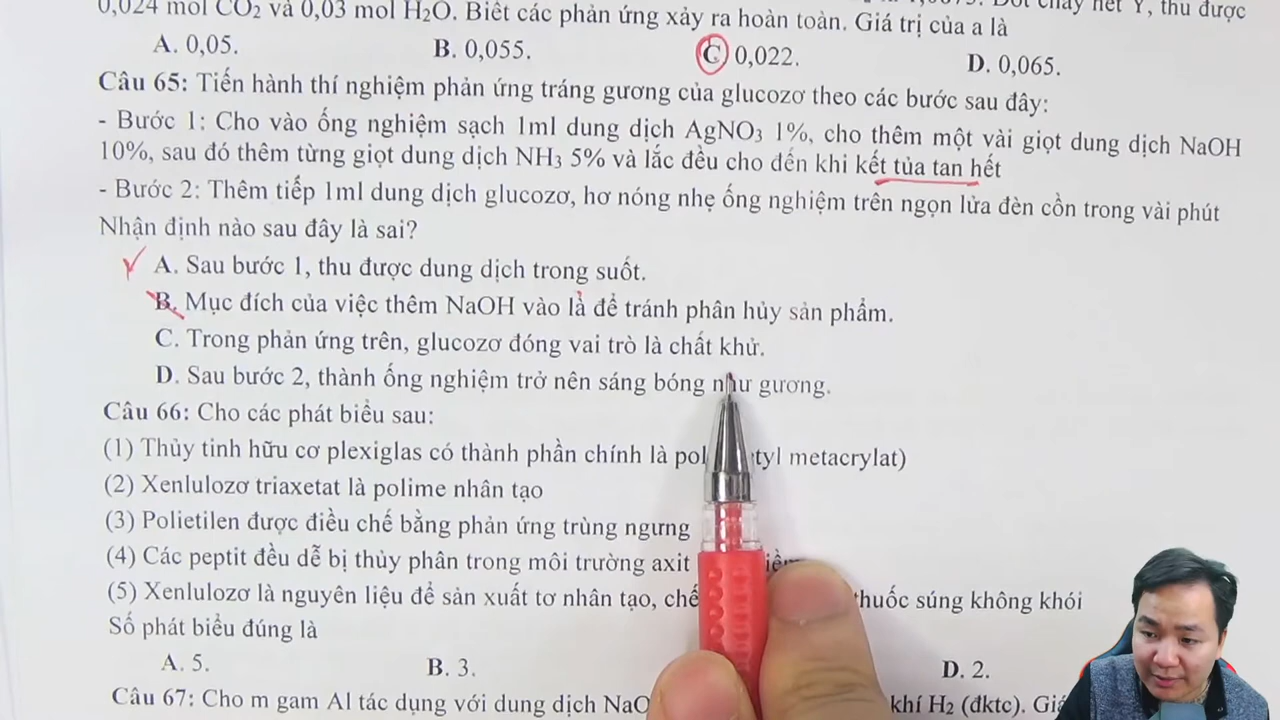 0,024 mol CO₂ và 0,03 mol H₂O. Biết các phản ứng xảy ra hoàn toàn. Giá trị của a là
A. 0,05. B. 0,055. C 0,022. D. 0,065.
Câu 65: Tiến hành thí nghiệm phản ứng tráng gương của glucozơ theo các bước sau đây:
- Bước 1: Cho vào ống nghiệm sạch 1ml dung dịch AgNO₃ 1%, cho thêm một vài giọt dung dịch NaOH
10%, sau đó thêm từng giọt dung dịch NH₃ 5% và lắc đều cho đến khi kết tủa tan hết
- Bước 2: Thêm tiếp 1ml dung dịch glucozơ, hơ nóng nhẹ ống nghiệm trên ngọn lửa đèn cồn trong vài phút
Nhận định nào sau đây là sai?
A. Sau bước 1, thu được dung dịch trong suốt.
B. Mục đích của việc thêm NaOH vào là để tránh phân hủy sản phẩm.
C. Trong phản ứng trên, glucozơ đóng vai trò là chất khử.
D. Sau bước 2, thành ống nghiệm trở nên sáng bóng như gương.
Câu 66: Cho các phát biểu sau:
(1) Thủy tinh hữu cơ plexiglas có thành phần chính là metacrylat)
(2) Xenlulozơ triaxetat là polime nhân tạo
(3) Polietilen được điều chế bằng phản ứng trùng ngưng
(4) Các peptit đều dễ bị thủy phân trong môi trường axit
(5) Xenlulozơ là nguyên liệu để sản xuất tơ nhân tạo, chế thuốc súng không khói
Số phát biểu đúng là
A. 5. B. 3. D. 2.
Câu 67: Cho m gam Al tác dụng với dung dịch khí H₂ (đktc).